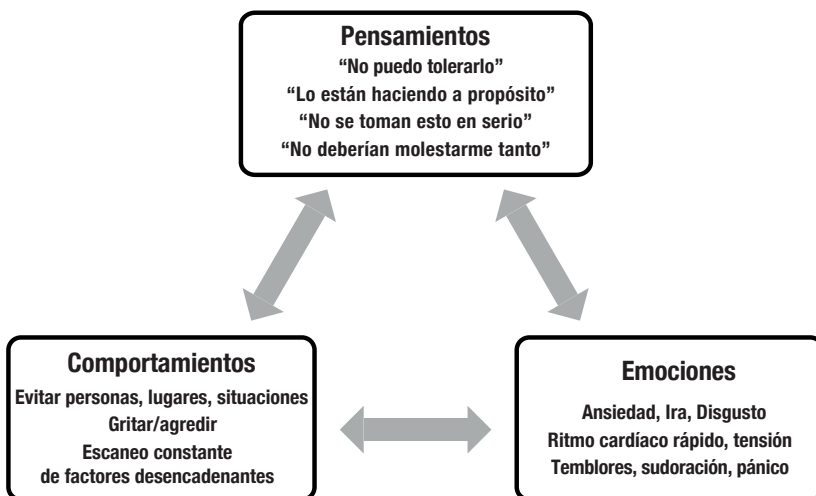 Pensamientos
“No puedo tolerarlo”
“Lo están haciendo a propósito”
“No se toman esto en serio”
“No deberían molestarme tanto”
Comportamientos
Evitar personas, lugares, situaciones
Gritar/agredir
Escaneo constante
de factores desencadenantes
Emociones
Ansiedad, Ira, Disgusto
Ritmo cardíaco rápido, tensión
Temblores, sudoración, pánico